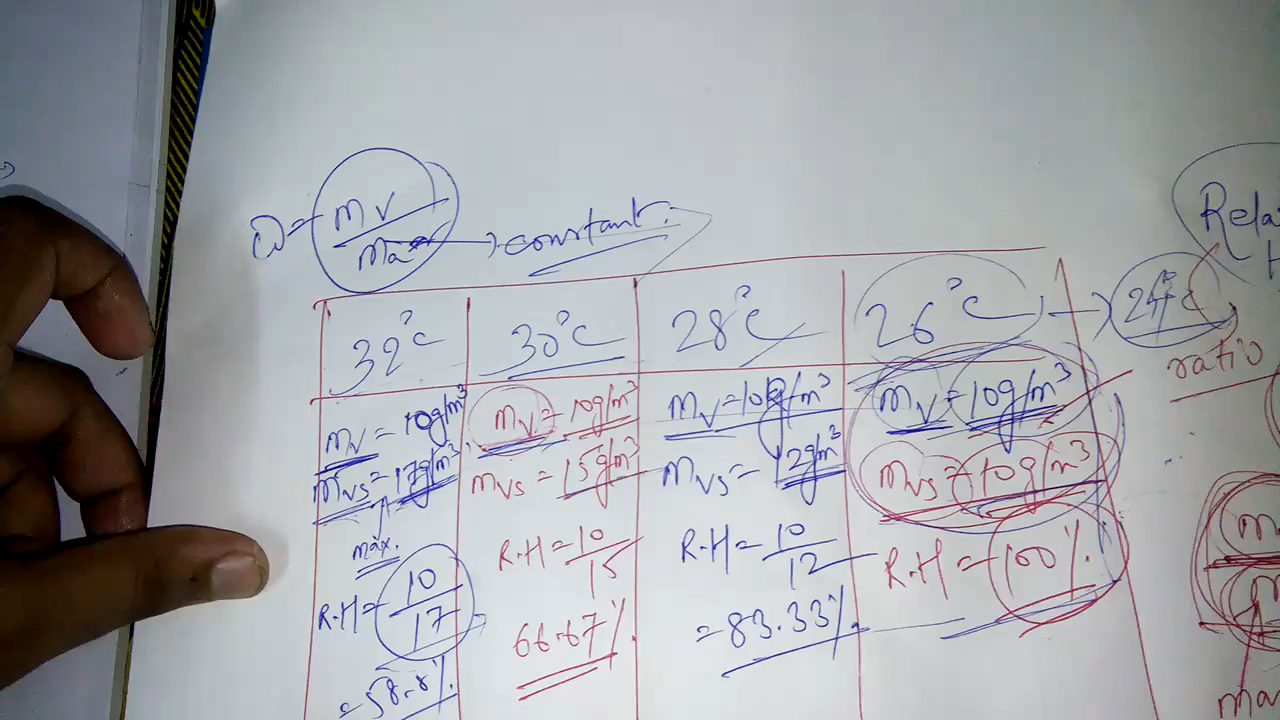 ω = mv/ma → constant.
32°C
30°C
28°C
26°C → 24°C
mv = 10g/m³
mvs = 17g/m³
max.
R.H = 10/17
= 58.8%
mv = 10g/m³
mvs = 15g/m³
R.H = 10/15
66.67%
mv = 10g/m³
mvs = 12g/m³
R.H = 10/12
= 83.33%
mv = 10g/m³
mvs = 10g/m³
R.H = 100%
Rela
H
ratio
m
m
ma